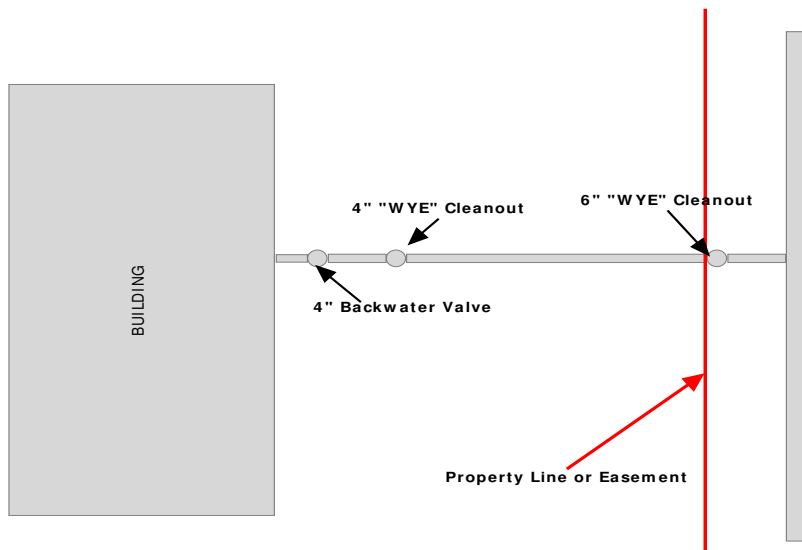 6" "WYE" Cleanout
4" "WYE" Cleanout
BUILDING
4" Backwater Valve
Property Line or Easement